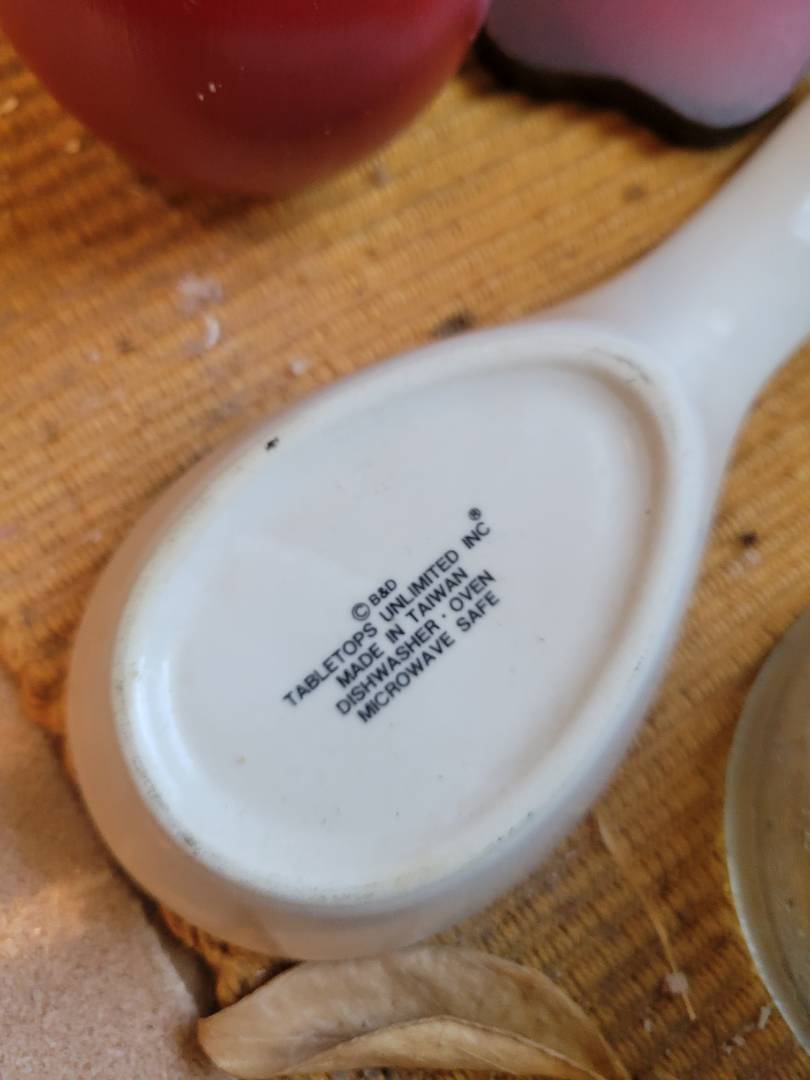 © B&D
TABLETOPS UNLIMITED INC®
MADE IN TAIWAN
DISHWASHER · OVEN
MICROWAVE SAFE